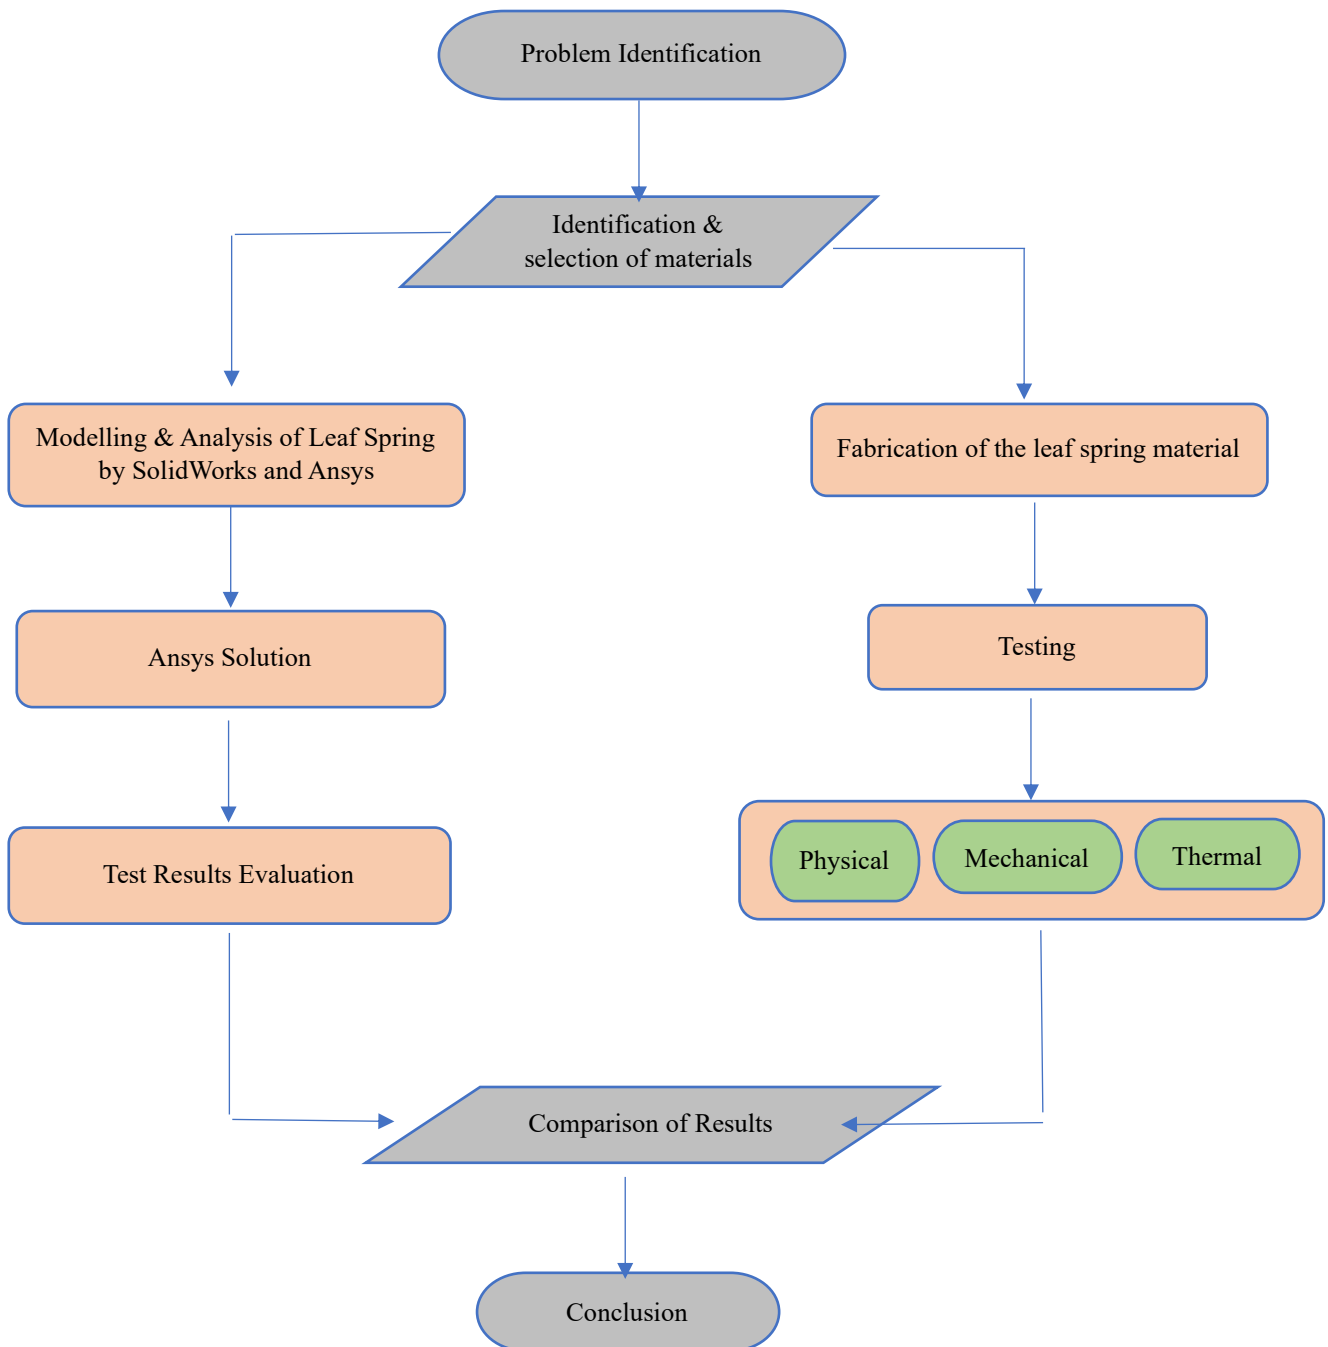 Problem Identification
Identification &
selection of materials
Modelling & Analysis of Leaf Spring
by SolidWorks and Ansys
Fabrication of the leaf spring material
Ansys Solution
Testing
Test Results Evaluation
Physical
Mechanical
Thermal
Comparison of Results
Conclusion